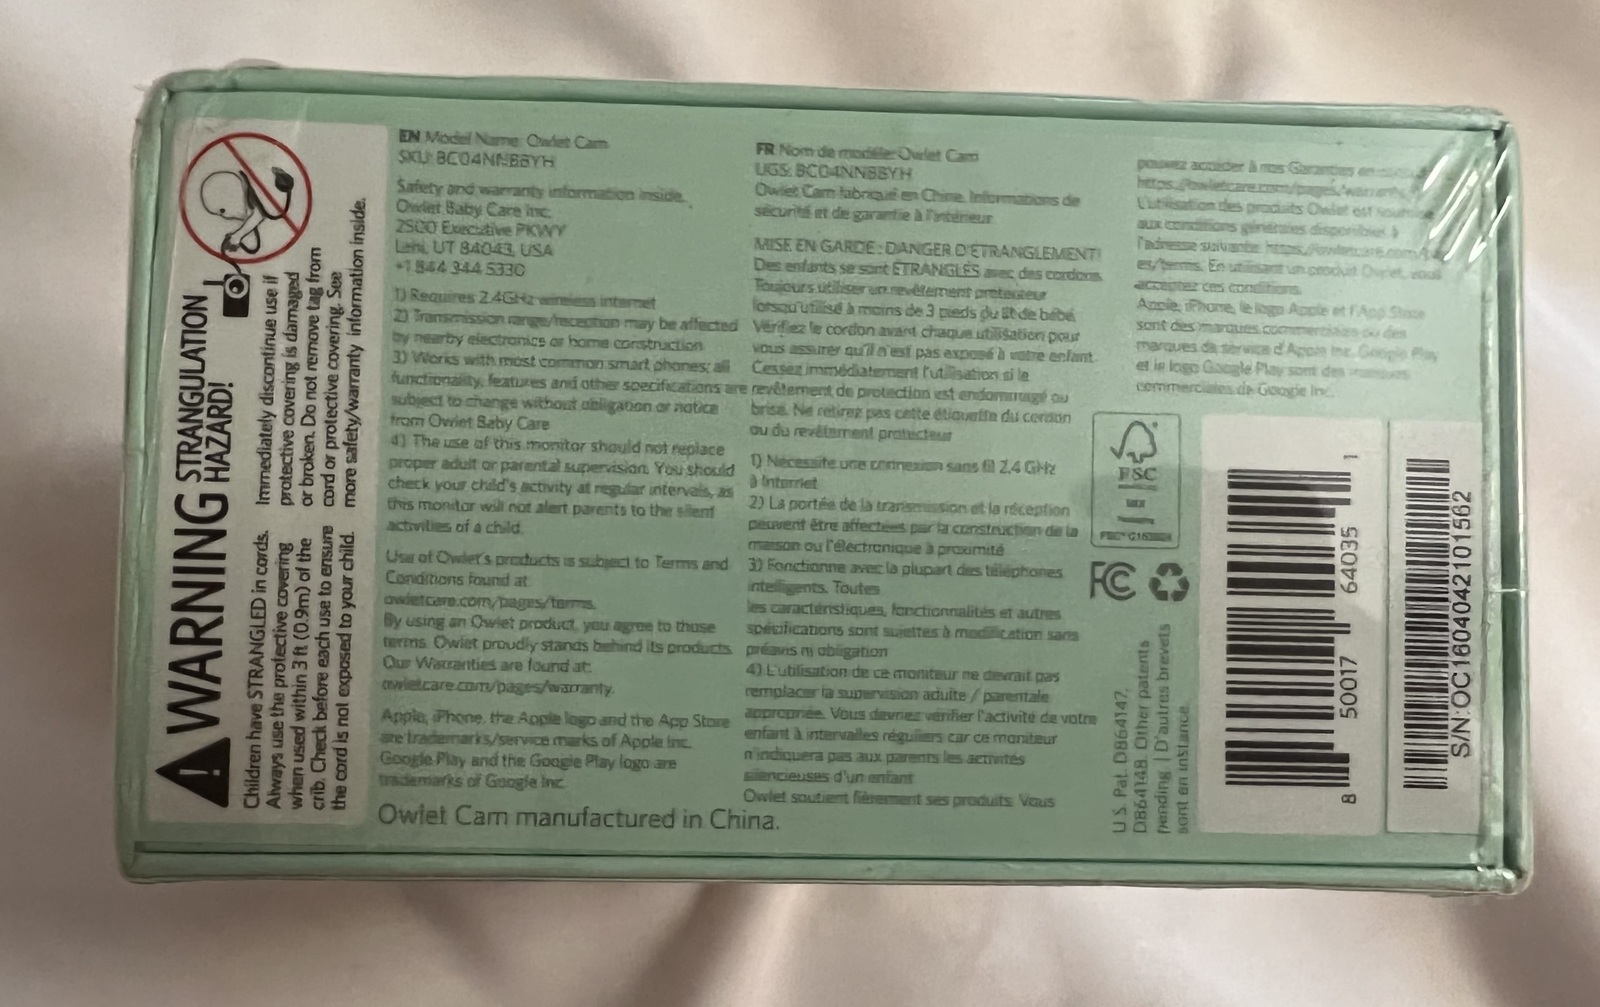 WARNING
STRANGULATION
HAZARD!
Children have STRANGLED in cords.
Always use the protective covering
when used within 3 ft (0.9m) of the
crib. Check before each use to ensure
the cord is not exposed to your child.
Immediately discontinue use if
protective covering is damaged
or broken. Do not remove tag from
cord or protective covering. See
more safety/warranty information inside.
EN Model Name: Owlet Cam
SKU: BC04NNBBYH
Safety and warranty information inside.
Owlet Baby Care Inc.
2500 Executive PKWY
Lehi, UT 84043, USA
+1 844 344 5330
1) Requires 2.4GHz wireless internet
2) Transmission range/reception may be affected
by nearby electronics or home construction
3) Works with most common smart phones; all
functionality, features and other specifications are
subject to change without obligation or notice
from Owlet Baby Care
4) The use of this monitor should not replace
proper adult or parental supervision. You should
check your child's activity at regular intervals, as
this monitor will not alert parents to the silent
activities of a child.
Use of Owlet's products is subject to Terms and
Conditions found at:
owletcare.com/pages/terms.
By using an Owlet product, you agree to those
terms. Owlet proudly stands behind its products.
Our Warranties are found at:
owletcare.com/pages/warranty.
Apple, iPhone, the Apple logo and the App Store
are trademarks/service marks of Apple Inc.
Google Play and the Google Play logo are
trademarks of Google Inc.
Owlet Cam manufactured in China.
FR Nom de modèle: Owlet Cam
UGS: BC04NNBBYH
Owlet Cam fabriqué en Chine. Informations de
sécurité et de garantie à l'intérieur
MISE EN GARDE : DANGER D'ÉTRANGLEMENT!
Des enfants se sont ÉTRANGLÉS avec des cordons.
Toujours utiliser un revêtement protecteur
lorsqu'utilisé à moins de 3 pieds du lit de bébé.
Vérifiez le cordon avant chaque utilisation pour
vous assurer qu'il n'est pas exposé à votre enfant.
Cessez immédiatement l'utilisation si le
revêtement de protection est endommagé ou
brisé. Ne retirez pas cette étiquette du cordon
ou du revêtement protecteur
1) Nécessite une connexion sans fil 2,4 GHz
à Internet
2) La portée de la transmission et la réception
peuvent être affectées par la construction de la
maison ou l'électronique à proximité
3) Fonctionne avec la plupart des téléphones
intelligents. Toutes
les caractéristiques, fonctionnalités et autres
spécifications sont sujettes à modification sans
préavis ni obligation
4) L'utilisation de ce moniteur ne devrait pas
remplacer la supervision adulte / parentale
appropriée. Vous devriez vérifier l'activité de votre
enfant à intervalles réguliers car ce moniteur
n'indiquera pas aux parents les activités
silencieuses d'un enfant
Owlet soutient fièrement ses produits. Vous
pouvez accéder à nos Garanties en
https://owletcare.com/pages/warranty.
L'utilisation des produits Owlet est soumise
aux conditions générales disponibles à
l'adresse suivante: https://owletcare.com/
es/terms. En utilisant un produit Owlet, vous
acceptez ces conditions.
Apple, iPhone, le logo Apple et l'App Store
sont des marques commerciales ou des
marques de service d'Apple Inc. Google Play
et le logo Google Play sont des marques
commerciales de Google Inc.
FSC
MIX
FC
U.S. Pat. D864147,
D864148. Other patents
pending. | D'autres brevets
sont en instance.
8 50017 64035 1
S/N:OC1604042101562